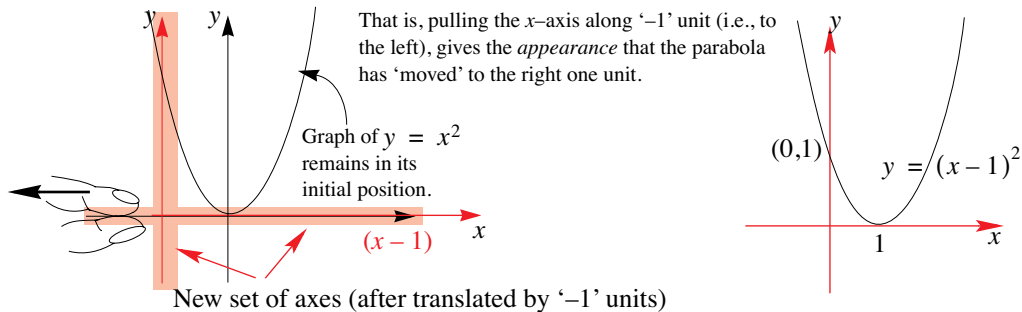 y
y
That is, pulling the x–axis along ‘–1’ unit (i.e., to
the left), gives the appearance that the parabola
has ‘moved’ to the right one unit.
Graph of y = x²
remains in its
initial position.
(x – 1)
x
New set of axes (after translated by ‘–1’ units)
y
(0,1)
y = (x – 1)²
1
x